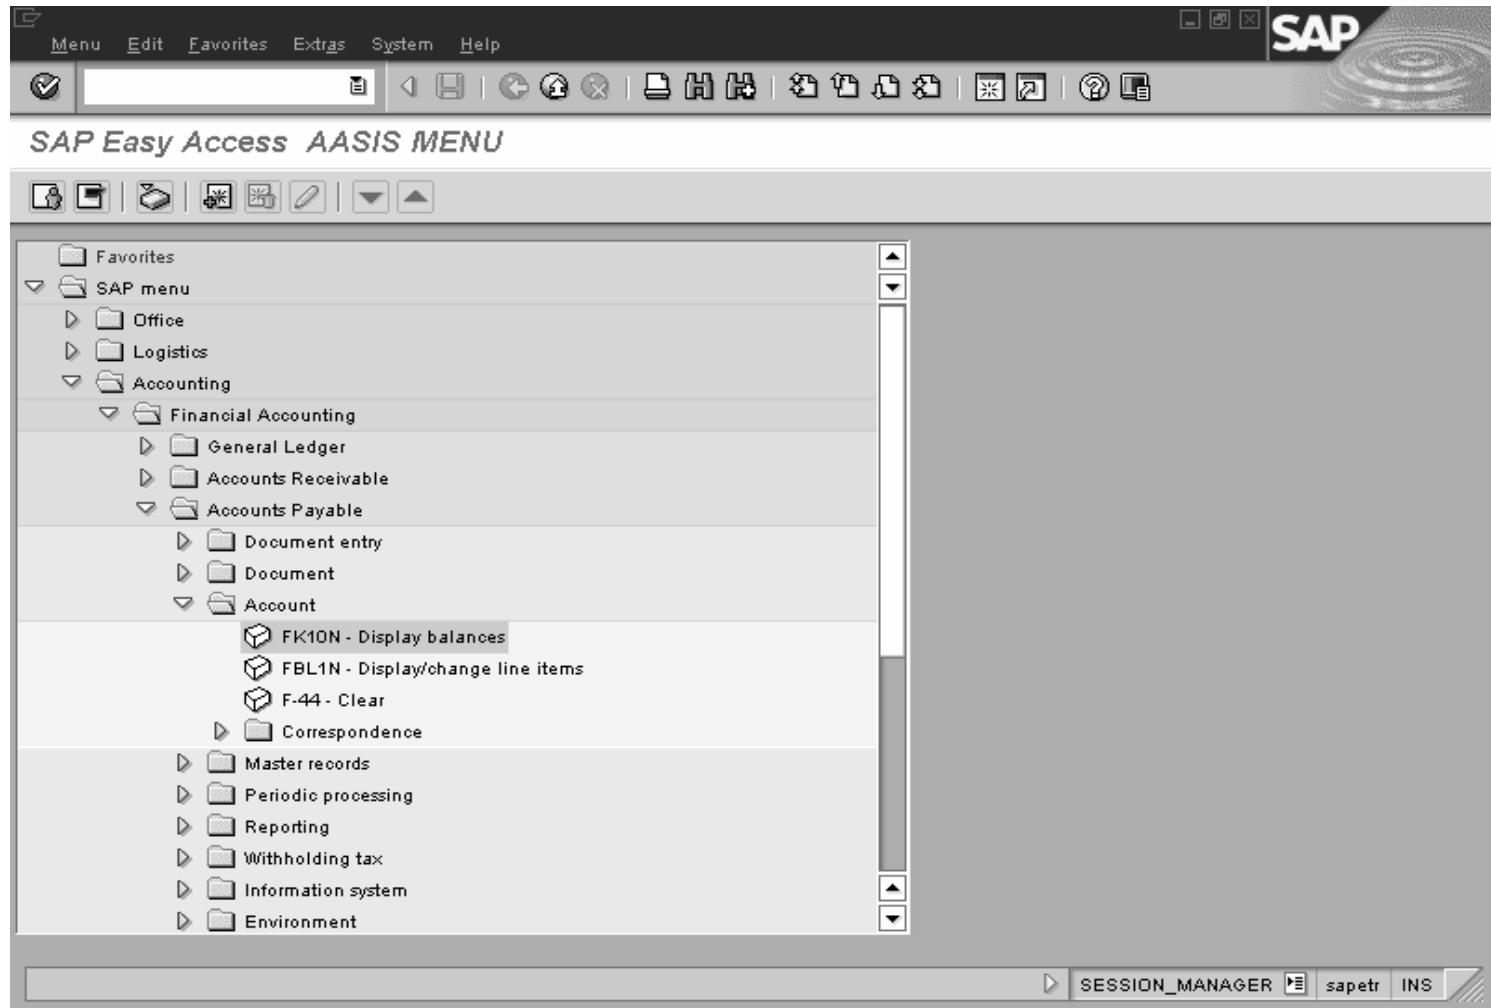 SAP
Menu Edit Favorites Extras System Help
SAP Easy Access AASIS MENU
Favorites
SAP menu
Office
Logistics
Accounting
Financial Accounting
General Ledger
Accounts Receivable
Accounts Payable
Document entry
Document
Account
FK10N - Display balances
FBL1N - Display/change line items
F-44 - Clear
Correspondence
Master records
Periodic processing
Reporting
Withholding tax
Information system
Environment
SESSION_MANAGER sapetr INS